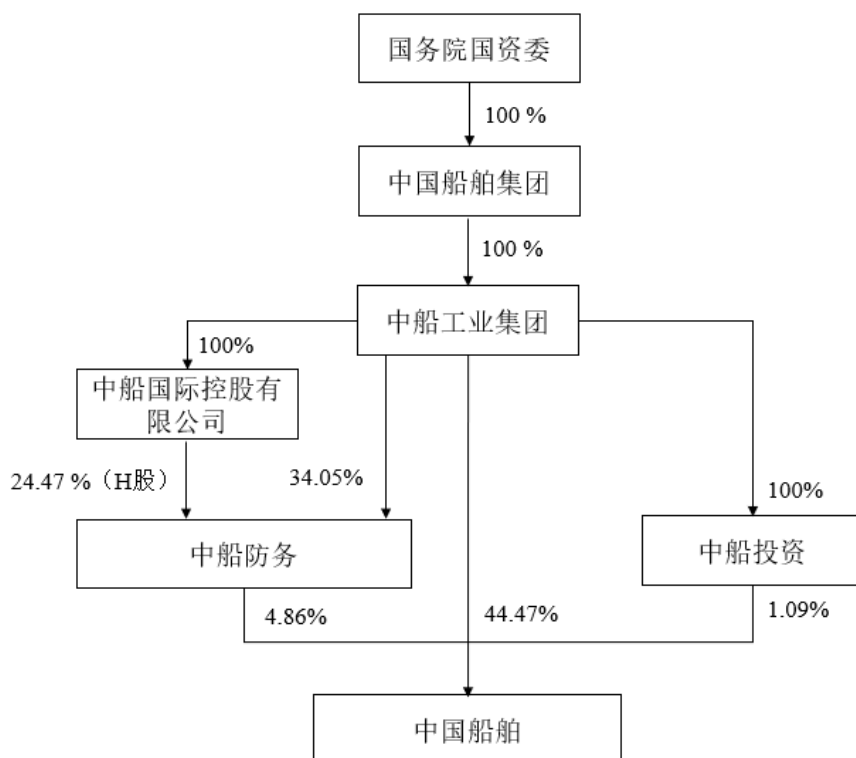 国务院国资委
100 %
中国船舶集团
100 %
中船工业集团
100%
中船国际控股有
限公司
24.47 %（H股）
34.05%
100%
中船防务
中船投资
4.86%
44.47%
1.09%
中国船舶